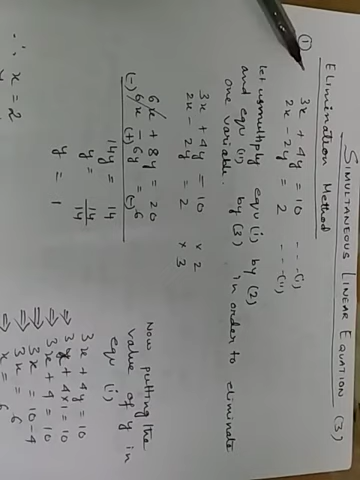 SIMULTANEOUS LINEAR EQUATION (3)
ELIMINATION METHOD
① 3x + 4y = 10 ---(i)
2x - 2y = 2 ---(ii)
Let us multiply equ (i) by (2)
and equ (ii) by (3) in order to eliminate
one variable.
3x + 4y = 10 × 2
2x - 2y = 2 × 3
6x + 8y = 20
6x - 6y = 6
(-) (+) (-)
14y = 14
y = 14/14
y = 1
Now putting the
value of y in
equ (i)
3x + 4y = 10
⇒ 3x + 4×1 = 10
⇒ 3x + 4 = 10
⇒ 3x = 10 - 4
⇒ 3x = 6
⇒ x = 6
∴ x = 2